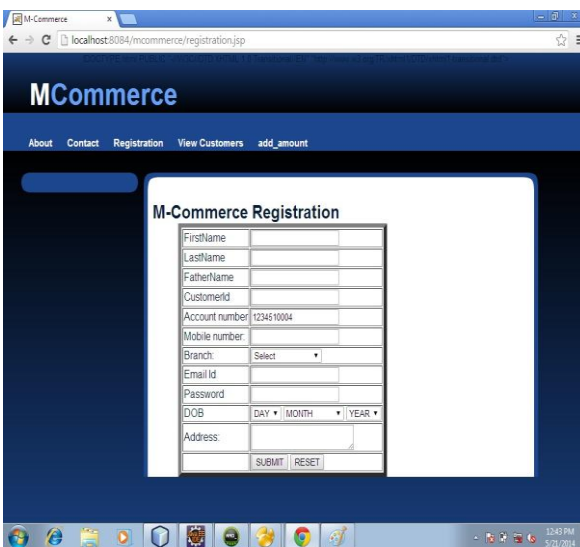 M-Commerce
localhost:8084/mcommerce/registration.jsp
MCommerce
About Contact Registration View Customers add_amount
M-Commerce Registration
FirstName
LastName
FatherName
CustomerId
Account number 1234510004
Mobile number:
Branch: Select
Email Id
Password
DOB DAY MONTH YEAR
Address:
SUBMIT RESET
12:43 PM
5/21/2014